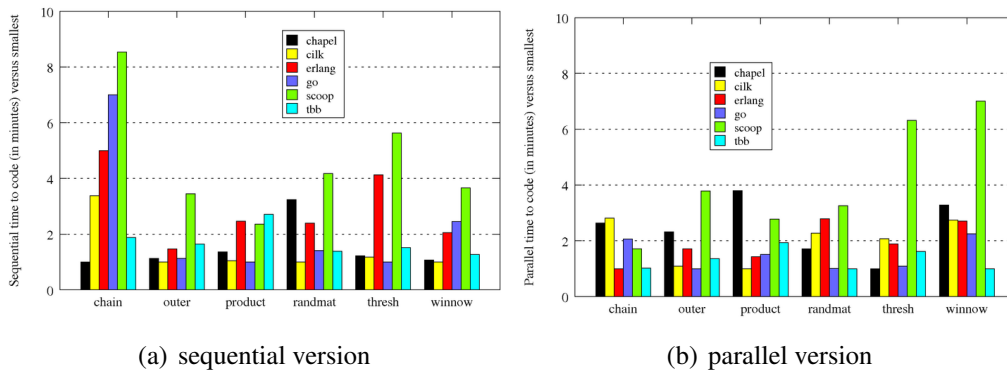 Sequential time to code (in minutes) versus smallest
10
8
6
4
2
0
chapel
cilk
erlang
go
scoop
tbb
chain outer product randmat thresh winnow
(a) sequential version
Parallel time to code (in minutes) versus smallest
10
8
6
4
2
0
chapel
cilk
erlang
go
scoop
tbb
chain outer product randmat thresh winnow
(b) parallel version